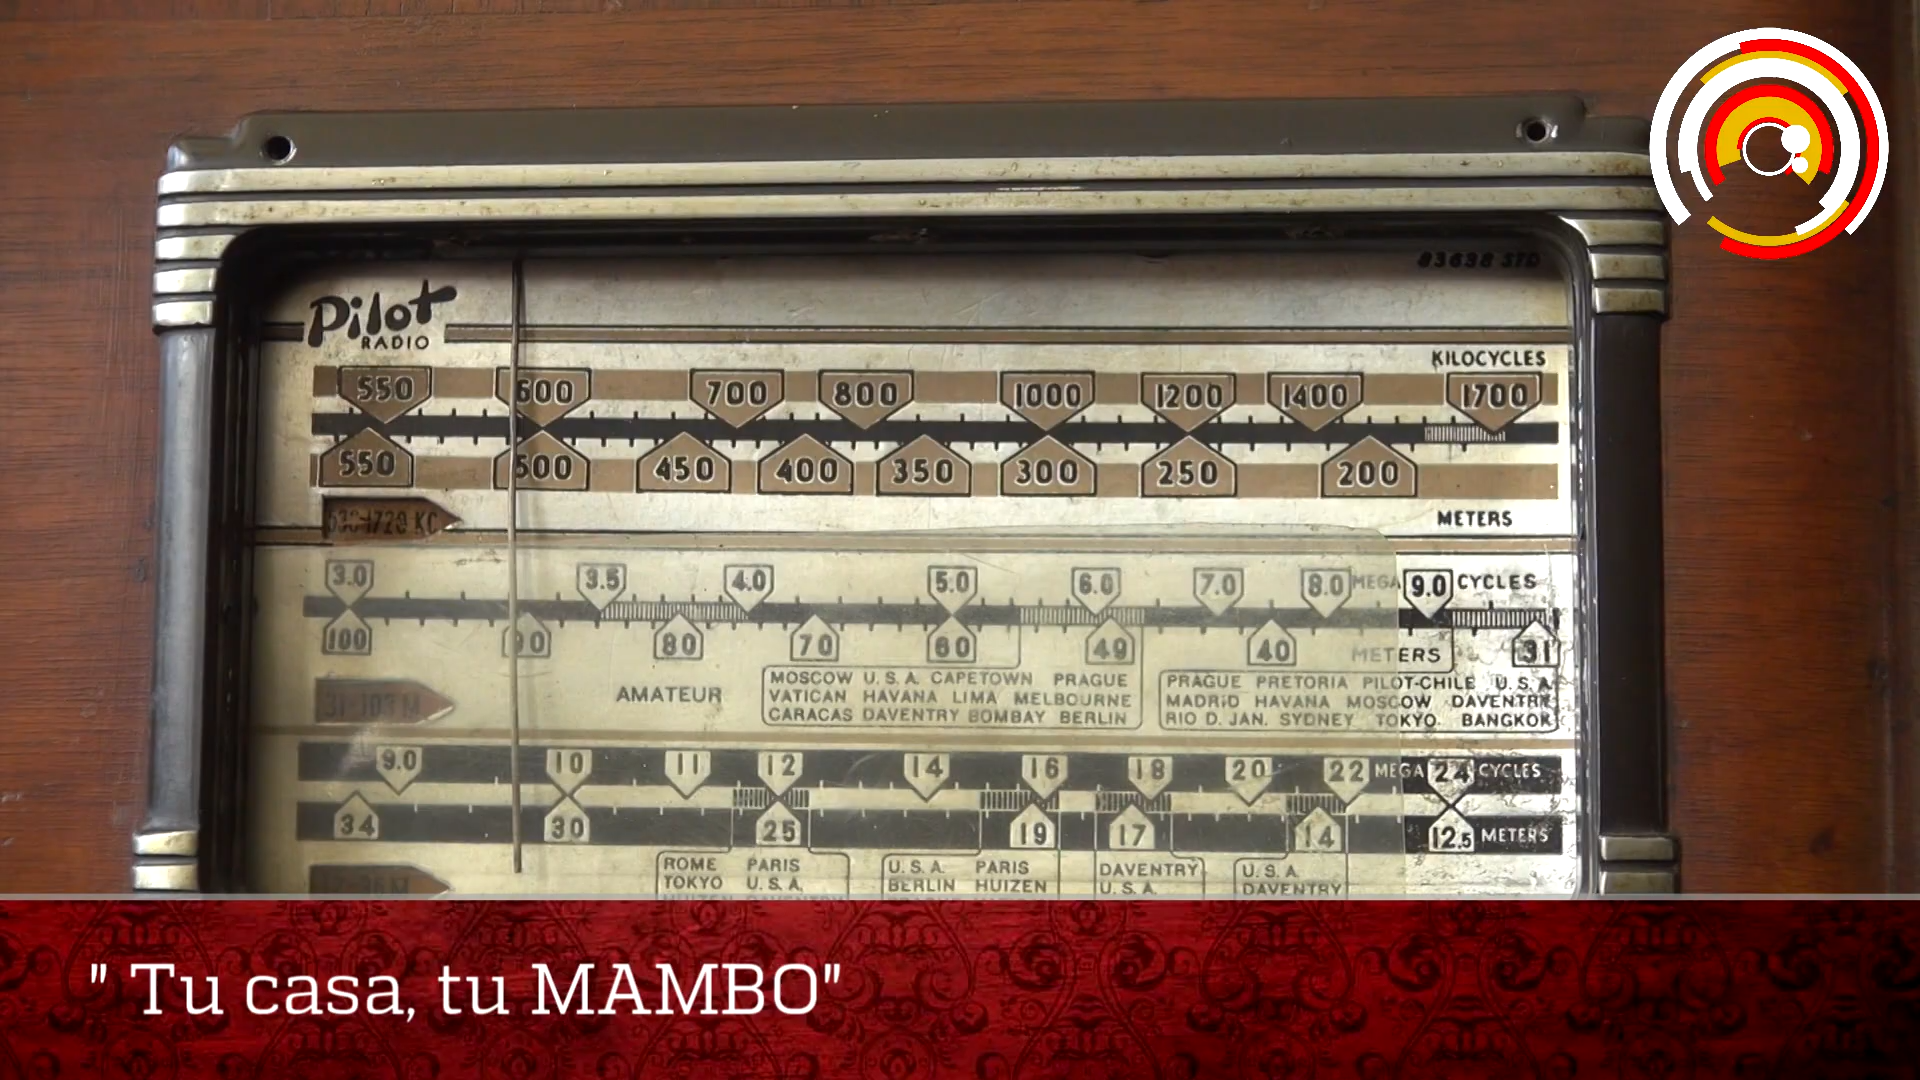 83638 STD
Pilot
RADIO
KILOCYCLES
550 600 700 800 1000 1200 1400 1700
550 500 450 400 350 300 250 200
METERS
3.0 3.5 4.0 5.0 6.0 7.0 8.0 MEGA 9.0 CYCLES
100 90 80 70 60 49 40 METERS 31
AMATEUR
MOSCOW U.S.A. CAPETOWN PRAGUE
VATICAN HAVANA LIMA MELBOURNE
CARACAS DAVENTRY BOMBAY BERLIN
PRAGUE PRETORIA PILOT-CHILE U.S.A.
MADRID HAVANA MOSCOW DAVENTRY
RIO D. JAN. SYDNEY TOKYO BANGKOK
31-103 M
9.0 10 11 12 14 16 18 20 22 MEGA 24 CYCLES
34 30 25 19 17 14 12.5 METERS
ROME PARIS
TOKYO U.S.A.
U.S.A. PARIS
BERLIN HUIZEN
DAVENTRY
U.S.A.
U.S.A.
DAVENTRY
" Tu casa, tu MAMBO"